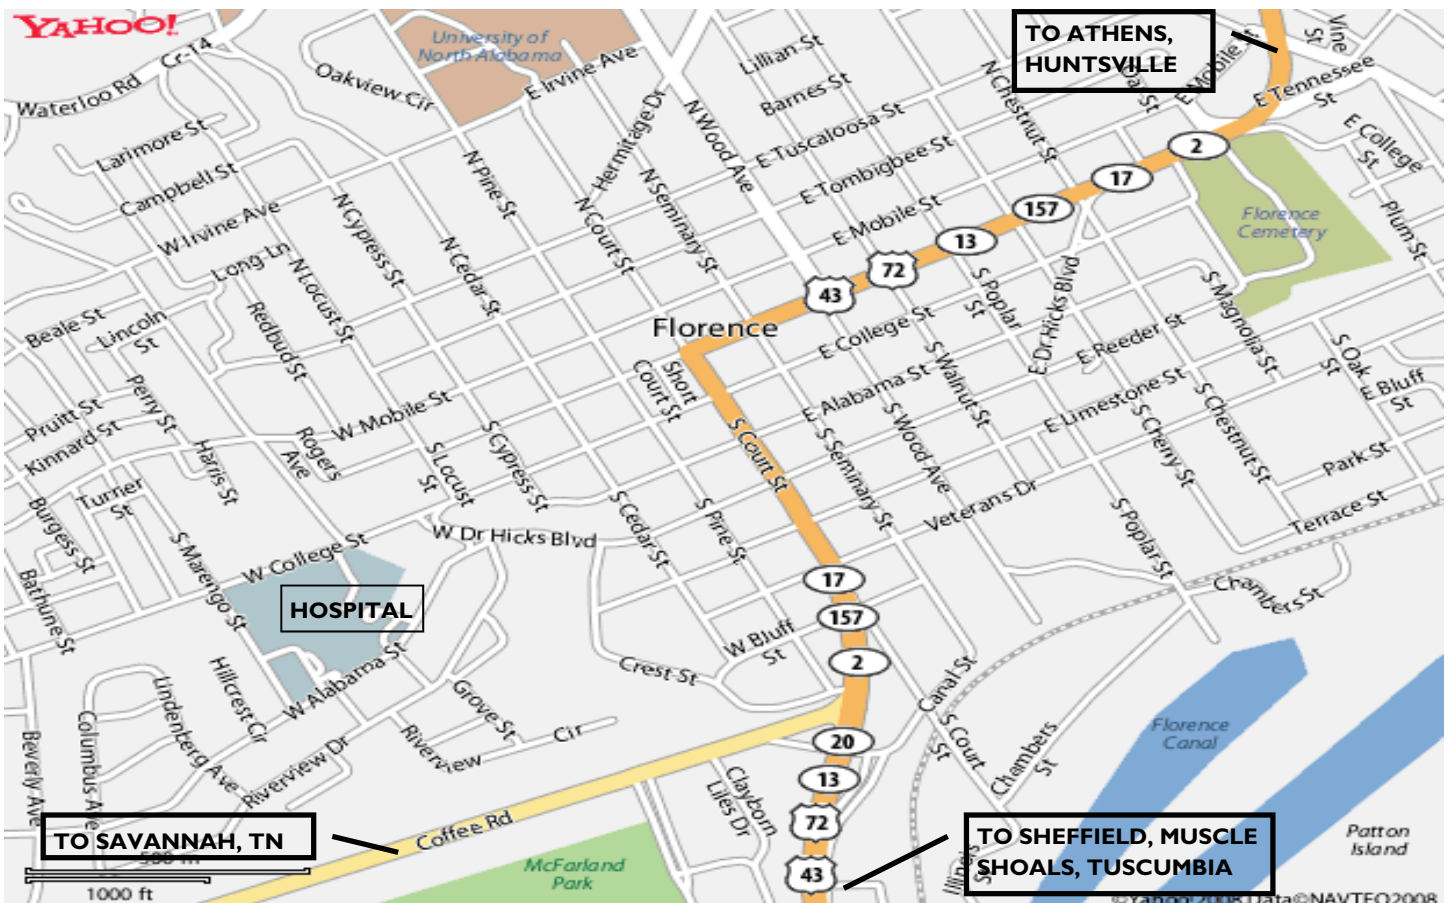 YAHOO!
TO ATHENS,
HUNTSVILLE
University of
North Alabama
Cr-14
Waterloo Rd
Oakview Cir
E Irvine Ave
Lillian St
Barnes St
Vine St
E Mobile St
E Tennessee St
E College St
Larimore St
Campbell St
W Irvine Ave
Long Ln
N Pine St
Hermitage Dr
N Wood Ave
N Seminary St
N Court St
E Tuscaloosa St
E Tombigbee St
E Mobile St
N Chestnut St
2
17
157
13
72
43
Florence
Cemetery
Plum St
N Cypress St
N Cedar St
N Locust St
Redbud St
Beale St
Lincoln St
Perry St
Pruitt St
Kinnard St
Harris St
Rogers Ave
W Mobile St
Florence
Short Court St
E College St
E Alabama St
S Poplar St
E Dr Hicks Blvd
S Magnolia St
E Reeder St
S Walnut St
S Wood Ave
E Limestone St
S Oak St
E Bluff St
S Chestnut St
S Cherry St
Park St
Terrace St
S Court St
S Seminary St
Veterans Dr
S Poplar St
Chambers St
S Locust St
S Cypress St
S Cedar St
S Pine St
W Dr Hicks Blvd
Turner St
Burgess St
Bathune St
S Marengo St
W College St
HOSPITAL
17
157
2
W Bluff St
Crest St
W Alabama St
Hillcrest Cir
Lindenberg Ave
Columbus Ave
Beverly Ave
Riverview Dr
Grove St
Riverview Cir
20
13
72
43
Canal St
S Court St
Chambers St
Florence
Canal
Clayborn
Liles Dr
Coffee Rd
McFarland
Park
TO SAVANNAH, TN
1000 ft
TO SHEFFIELD, MUSCLE
SHOALS, TUSCUMBIA
Patton
Island
©Yahoo! 2008 Data©NAVTEQ2008